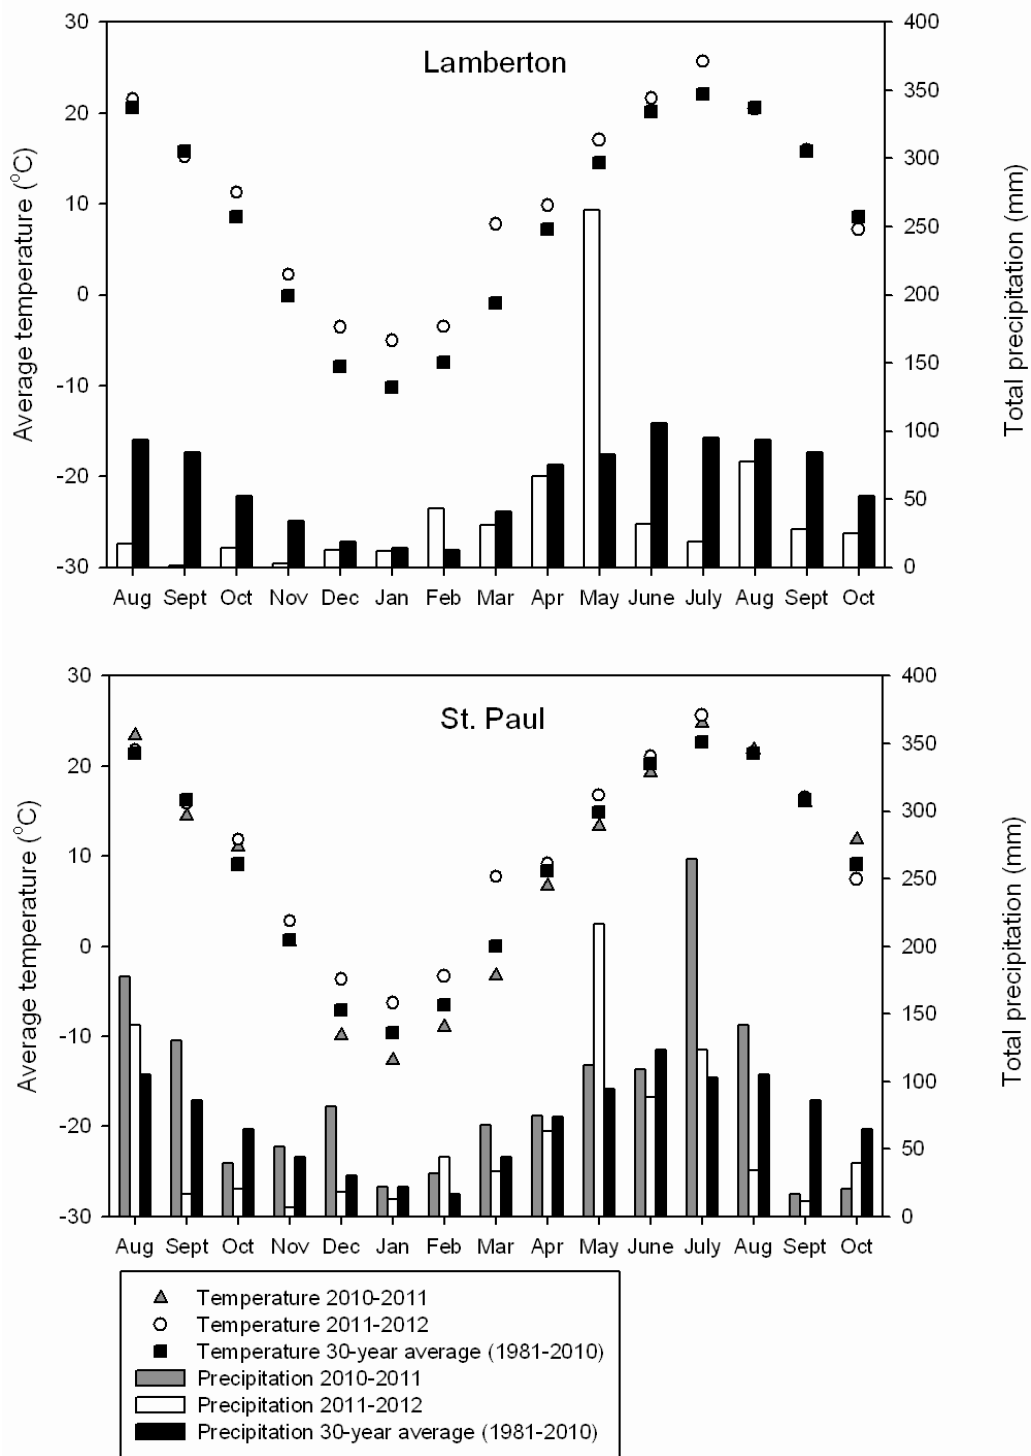 Lamberton
Average temperature (°C)
30
20
10
0
-10
-20
-30
Total precipitation (mm)
400
350
300
250
200
150
100
50
0
Aug Sept Oct Nov Dec Jan Feb Mar Apr May June July Aug Sept Oct
St. Paul
Average temperature (°C)
30
20
10
0
-10
-20
-30
Total precipitation (mm)
400
350
300
250
200
150
100
50
0
Aug Sept Oct Nov Dec Jan Feb Mar Apr May June July Aug Sept Oct
Temperature 2010-2011
Temperature 2011-2012
Temperature 30-year average (1981-2010)
Precipitation 2010-2011
Precipitation 2011-2012
Precipitation 30-year average (1981-2010)